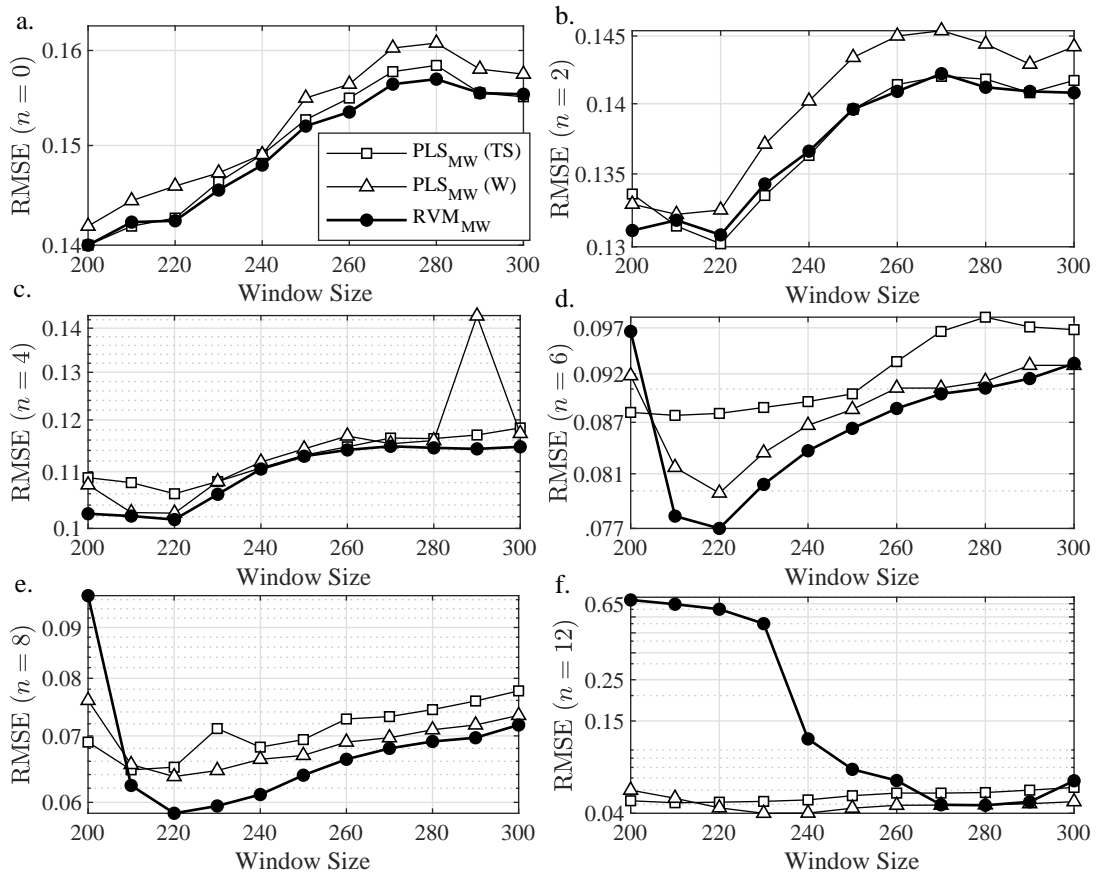 a.
RMSE (n = 0)
0.16
0.15
0.14
200 220 240 260 280 300
Window Size
PLS_MW (TS)
PLS_MW (W)
RVM_MW
b.
RMSE (n = 2)
0.145
0.14
0.135
0.13
200 220 240 260 280 300
Window Size
c.
RMSE (n = 4)
0.14
0.13
0.12
0.11
0.1
200 220 240 260 280 300
Window Size
d.
RMSE (n = 6)
0.097
0.092
0.087
0.081
.077
200 220 240 260 280 300
Window Size
e.
RMSE (n = 8)
0.09
0.08
0.07
0.06
200 220 240 260 280 300
Window Size
f.
RMSE (n = 12)
0.65
0.25
0.15
0.04
200 220 240 260 280 300
Window Size